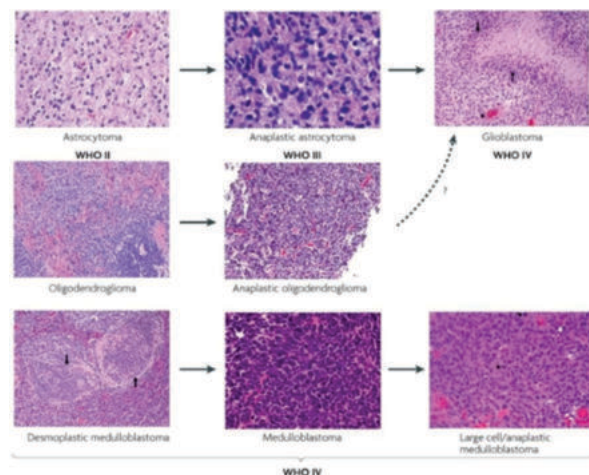 Astrocytoma
Anaplastic astrocytoma
Glioblastoma
WHO II
WHO III
WHO IV
?
Oligodendroglioma
Anaplastic oligodendroglioma
Desmoplastic medulloblastoma
Medulloblastoma
Large cell/anaplastic
medulloblastoma
WHO IV